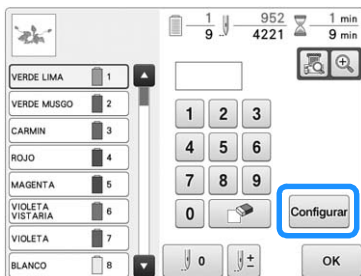 1
9
952
4221
1 min
9 min
VERDE LIMA 1
VERDE MUSGO 2
CARMIN 3
ROJO 4
MAGENTA 5
VIOLETA
VISTARIA 6
VIOLETA 7
BLANCO 8
1 2 3
4 5 6
7 8 9
0
Configurar
0
±
OK